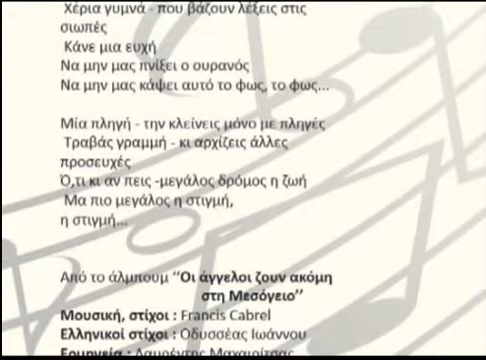 Χέρια γυμνά - που βάζουν λέξεις στις
σιωπές
Κάνε μια ευχή
Να μην μας πνίξει ο ουρανός
Να μην μας κάψει αυτό το φως, το φως...
Μία πληγή - την κλείνεις μόνο με πληγές
Τραβάς γραμμή - κι αρχίζεις άλλες
προσευχές
Ό,τι κι αν πεις -μεγάλος δρόμος η ζωή
Μα πιο μεγάλος η στιγμή,
η στιγμή...
Από το άλμπουμ “Οι άγγελοι ζουν ακόμη
στη Μεσόγειο”
Μουσική, στίχοι : Francis Cabrel
Ελληνικοί στίχοι : Οδυσσέας Ιωάννου
Ερμηνεία : Λαυρέντης Μαχαιρίτσας